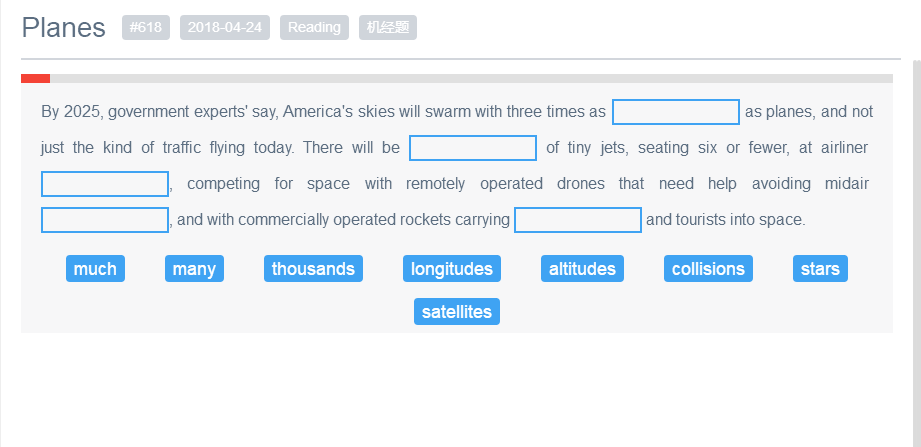 Planes #618 2018-04-24 Reading 机经题
By 2025, government experts' say, America's skies will swarm with three times as as planes, and not
just the kind of traffic flying today. There will be of tiny jets, seating six or fewer, at airliner
, competing for space with remotely operated drones that need help avoiding midair
, and with commercially operated rockets carrying and tourists into space.
much many thousands longitudes altitudes collisions stars
satellites